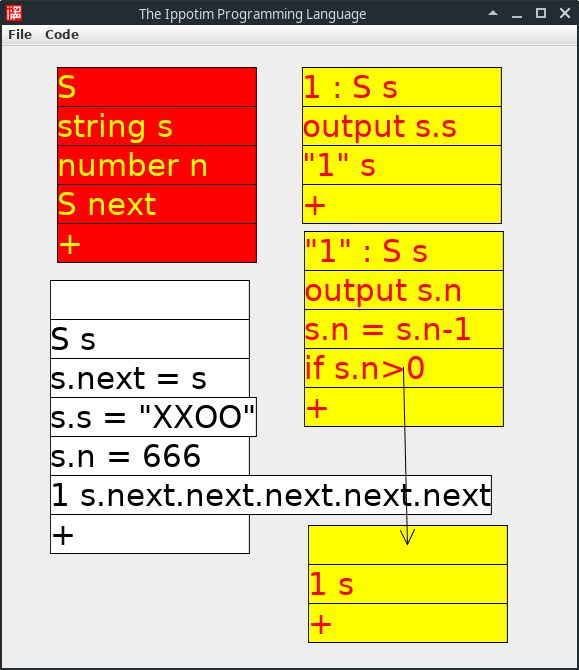 The Ippotim Programming Language
File Code
S
string s
number n
S next
+
1 : S s
output s.s
"1" s
+
"1" : S s
output s.n
s.n = s.n-1
if s.n>0
+
S s
s.next = s
s.s = "XXOO"
s.n = 666
1 s.next.next.next.next.next
+
1 s
+